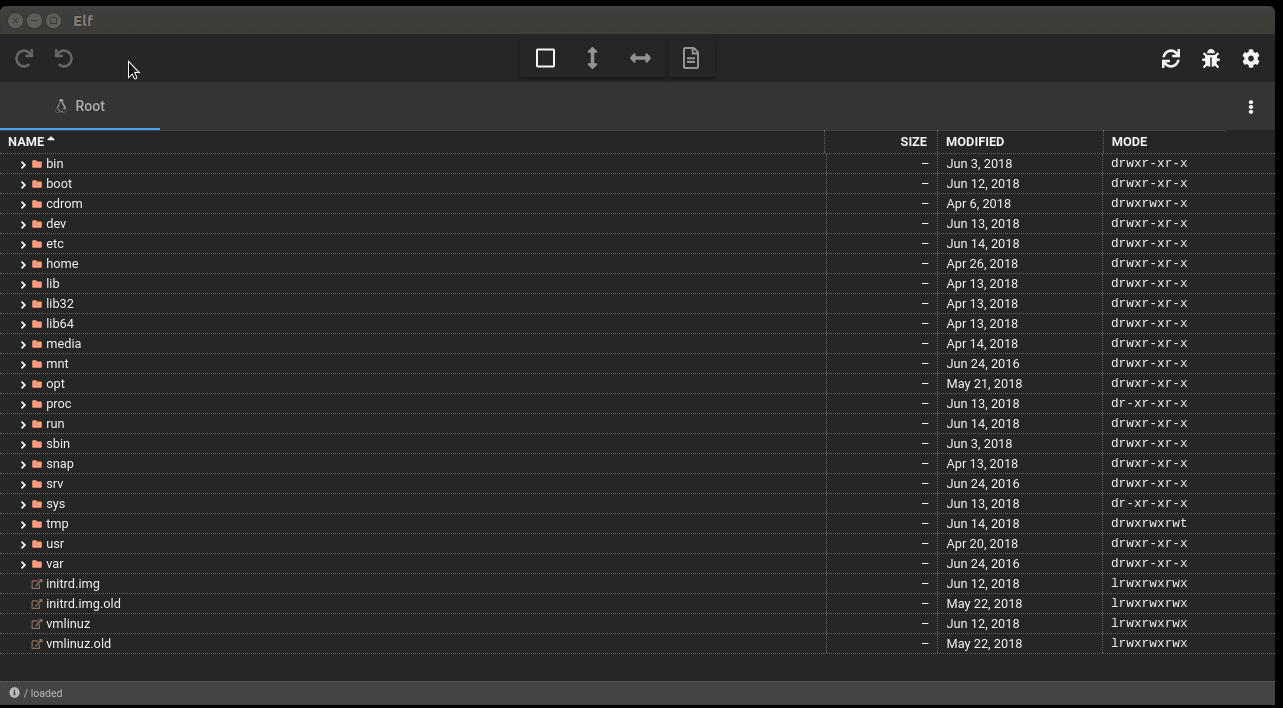 Elf
Root
NAME SIZE MODIFIED MODE
bin – Jun 3, 2018 drwxr-xr-x
boot – Jun 12, 2018 drwxr-xr-x
cdrom – Apr 6, 2018 drwxrwxr-x
dev – Jun 13, 2018 drwxr-xr-x
etc – Jun 14, 2018 drwxr-xr-x
home – Apr 26, 2018 drwxr-xr-x
lib – Apr 13, 2018 drwxr-xr-x
lib32 – Apr 13, 2018 drwxr-xr-x
lib64 – Apr 13, 2018 drwxr-xr-x
media – Apr 14, 2018 drwxr-xr-x
mnt – Jun 24, 2016 drwxr-xr-x
opt – May 21, 2018 drwxr-xr-x
proc – Jun 13, 2018 dr-xr-xr-x
run – Jun 14, 2018 drwxr-xr-x
sbin – Jun 3, 2018 drwxr-xr-x
snap – Apr 13, 2018 drwxr-xr-x
srv – Jun 24, 2016 drwxr-xr-x
sys – Jun 13, 2018 dr-xr-xr-x
tmp – Jun 14, 2018 drwxrwxrwt
usr – Apr 20, 2018 drwxr-xr-x
var – Jun 24, 2016 drwxr-xr-x
initrd.img – Jun 12, 2018 lrwxrwxrwx
initrd.img.old – May 22, 2018 lrwxrwxrwx
vmlinuz – Jun 12, 2018 lrwxrwxrwx
vmlinuz.old – May 22, 2018 lrwxrwxrwx
/ loaded